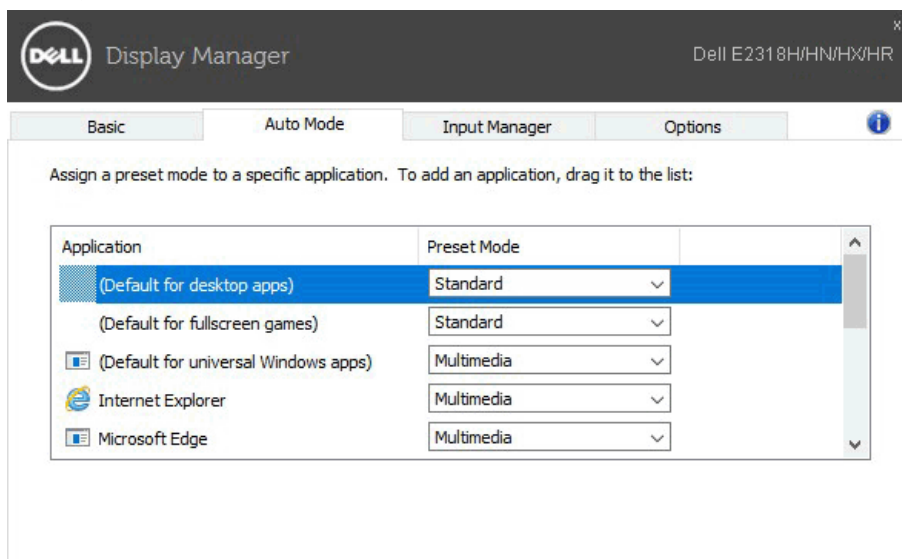 x
DELL Display Manager Dell E2318H/HN/HX/HR
Basic Auto Mode Input Manager Options i
Assign a preset mode to a specific application. To add an application, drag it to the list:
Application Preset Mode
(Default for desktop apps) Standard
(Default for fullscreen games) Standard
(Default for universal Windows apps) Multimedia
Internet Explorer Multimedia
Microsoft Edge Multimedia